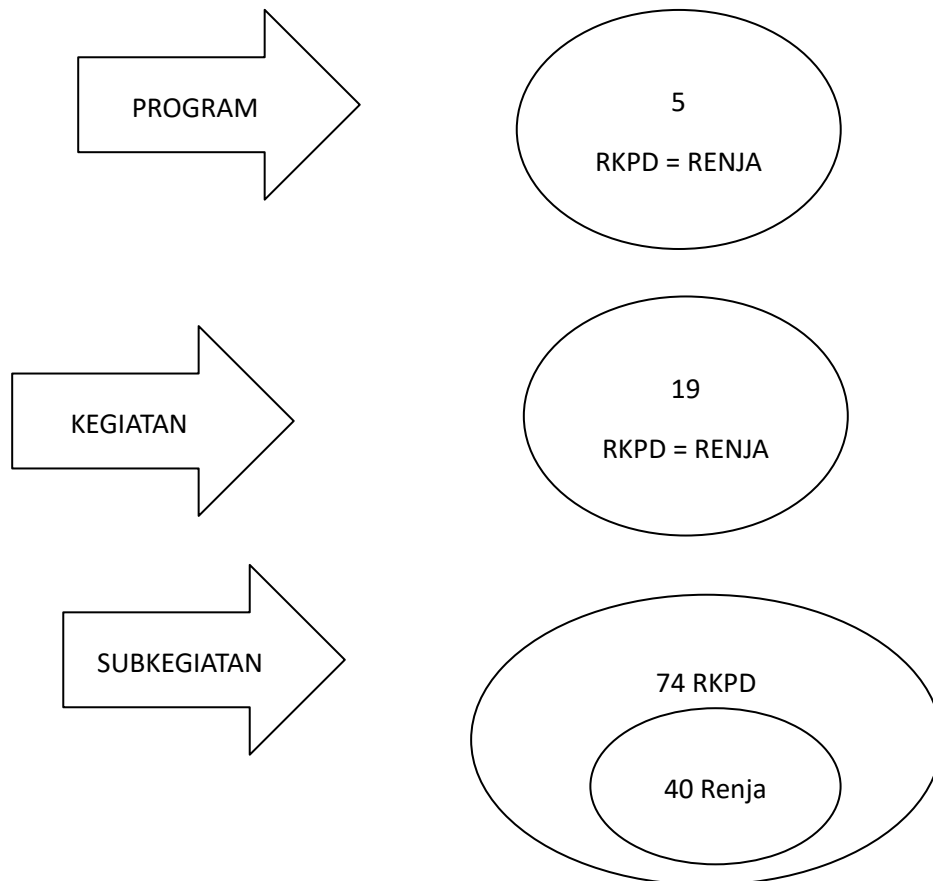 PROGRAM
5
RKPD = RENJA
KEGIATAN
19
RKPD = RENJA
SUBKEGIATAN
74 RKPD
40 Renja